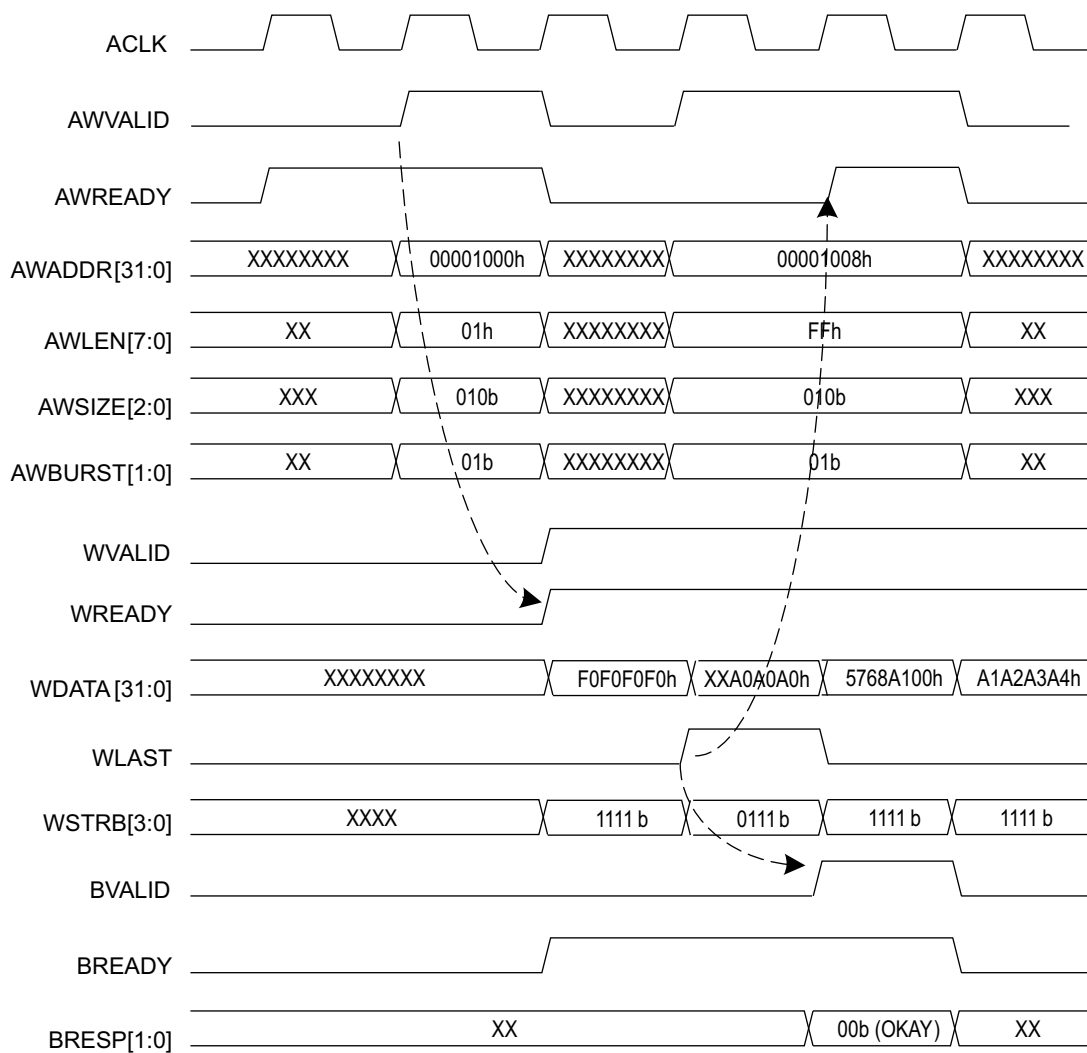 ACLK
AWVALID
AWREADY
AWADDR[31:0] XXXXXXXX 00001000h XXXXXXXX 00001008h XXXXXXXX
AWLEN[7:0] XX 01h XXXXXXXX FFh XX
AWSIZE[2:0] XXX 010b XXXXXXXX 010b XXX
AWBURST[1:0] XX 01b XXXXXXXX 01b XX
WVALID
WREADY
WDATA[31:0] XXXXXXXX F0F0F0F0h XXA0A0A0h 5768A100h A1A2A3A4h
WLAST
WSTRB[3:0] XXXX 1111 b 0111 b 1111 b 1111 b
BVALID
BREADY
BRESP[1:0] XX 00b (OKAY) XX